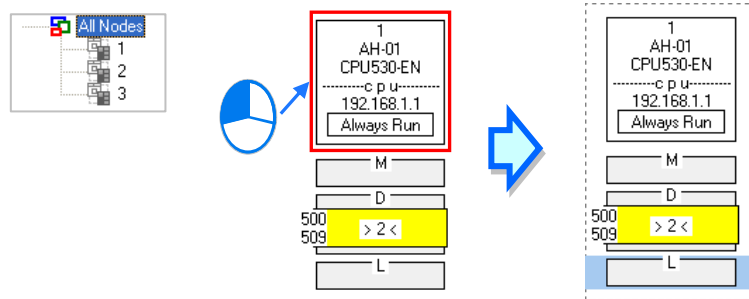 All Nodes
1
2
3
1
AH-01
CPU530-EN
------c p u------
192.168.1.1
Always Run
M
D
500
509
> 2 <
L
1
AH-01
CPU530-EN
------c p u------
192.168.1.1
Always Run
M
D
500
509
> 2 <
L